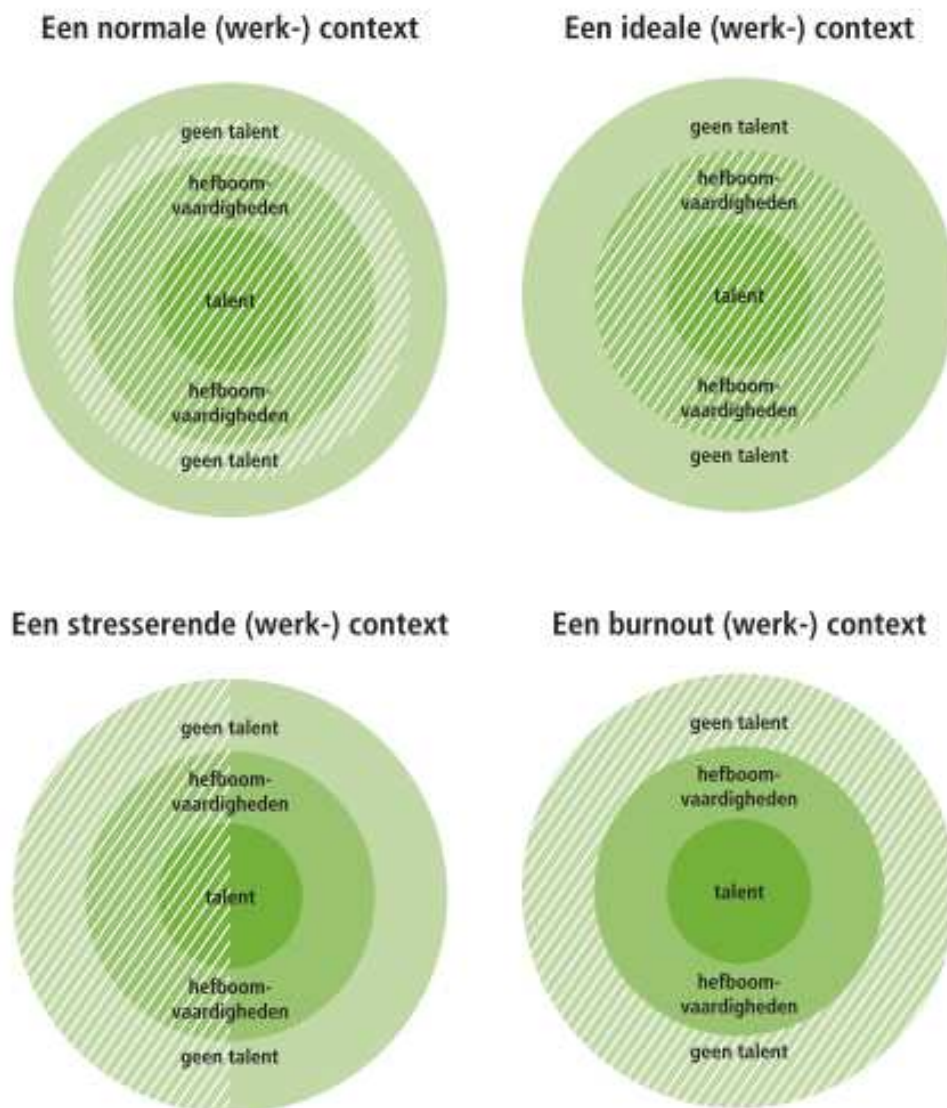 Een normale (werk-) context
geen talent
hefboom-
vaardigheden
talent
hefboom-
vaardigheden
geen talent
Een ideale (werk-) context
geen talent
hefboom-
vaardigheden
talent
hefboom-
vaardigheden
geen talent
Een stresserende (werk-) context
geen talent
hefboom-
vaardigheden
talent
hefboom-
vaardigheden
geen talent
Een burnout (werk-) context
geen talent
hefboom-
vaardigheden
talent
hefboom-
vaardigheden
geen talent